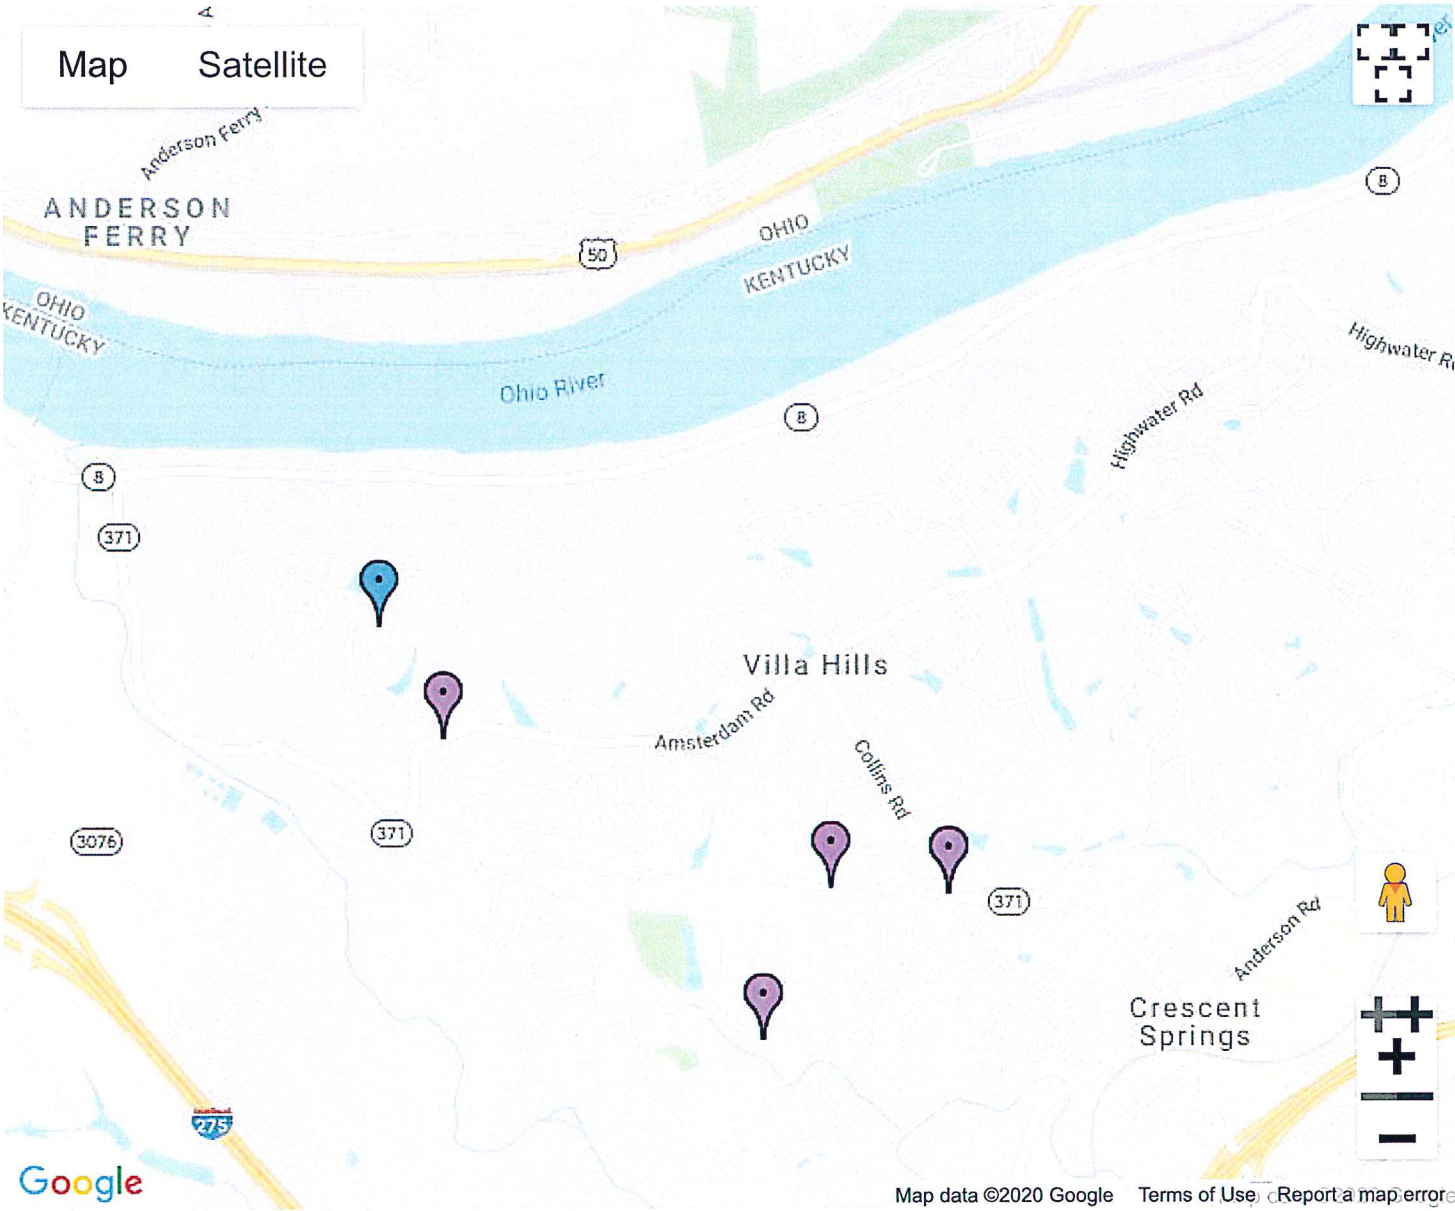 Map Satellite
Anderson Ferry
ANDERSON
FERRY
50
8
OHIO
KENTUCKY
OHIO
KENTUCKY
Highwater
Ohio River
Highwater Rd
8
8
371
Villa Hills
Amsterdam Rd
Collins Rd
371
3076
371
Anderson Rd
Crescent
Springs
275
Google
Map data ©2020 Google Terms of Use Report a map error